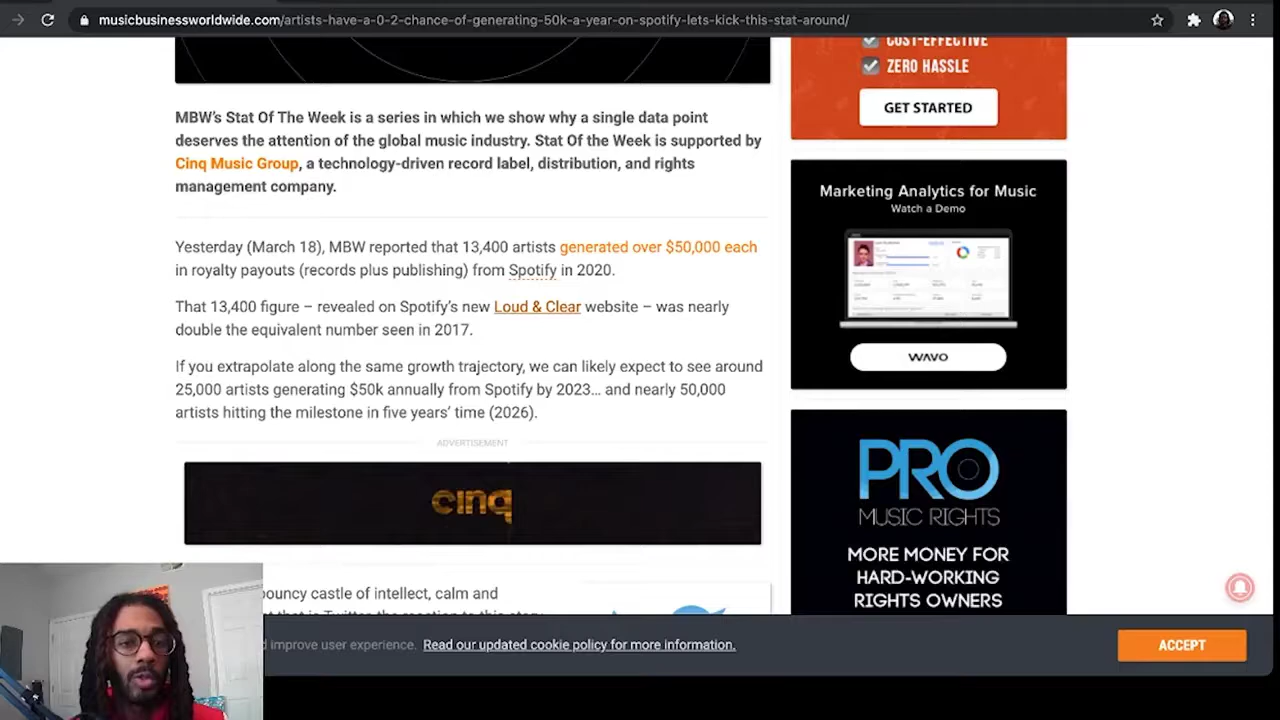 musicbusinessworldwide.com/artists-have-a-0-2-chance-of-generating-50k-a-year-on-spotify-lets-kick-this-stat-around/
COST-EFFECTIVE
ZERO HASSLE
GET STARTED
MBW's Stat Of The Week is a series in which we show why a single data point
deserves the attention of the global music industry. Stat Of the Week is supported by
Cinq Music Group, a technology-driven record label, distribution, and rights
management company.
Yesterday (March 18), MBW reported that 13,400 artists generated over $50,000 each
in royalty payouts (records plus publishing) from Spotify in 2020.
That 13,400 figure – revealed on Spotify's new Loud & Clear website – was nearly
double the equivalent number seen in 2017.
If you extrapolate along the same growth trajectory, we can likely expect to see around
25,000 artists generating $50k annually from Spotify by 2023… and nearly 50,000
artists hitting the milestone in five years' time (2026).
ADVERTISEMENT
cinq
Marketing Analytics for Music
Watch a Demo
WAVO
PRO
MUSIC RIGHTS
MORE MONEY FOR
HARD-WORKING
RIGHTS OWNERS
ouncy castle of intellect, calm and
that is Twitter, the reaction to this story
improve user experience. Read our updated cookie policy for more information.
ACCEPT